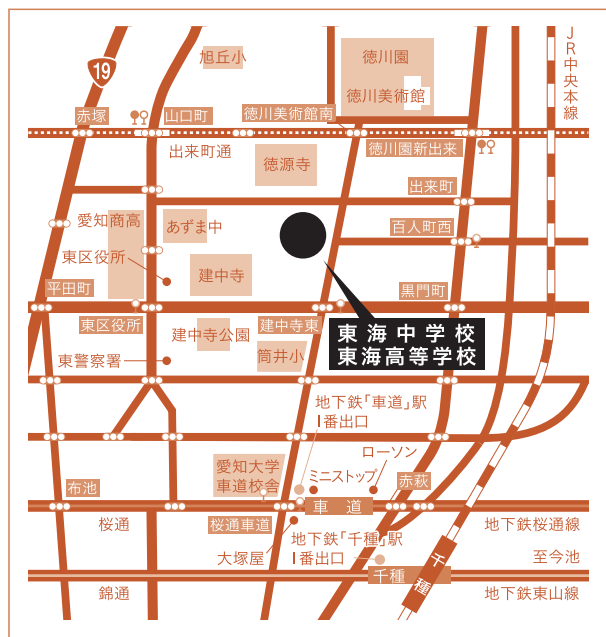 旭丘小
徳川園
徳川美術館
JR中央本線
19
赤塚
山口町
徳川美術館南
出来町通
徳源寺
徳川園新出来
出来町
愛知商高
あずま中
百人町西
東区役所
建中寺
平田町
黒門町
東区役所
建中寺公園
建中寺東
東海中学校
東海高等学校
東警察署
筒井小
地下鉄「車道」駅
1番出口
愛知大学
車道校舎
ローソン
ミニストップ
赤萩
布池
車道
桜通
桜通車道
地下鉄桜通線
大塚屋
地下鉄「千種」駅
1番出口
千種
至今池
千種
錦通
地下鉄東山線